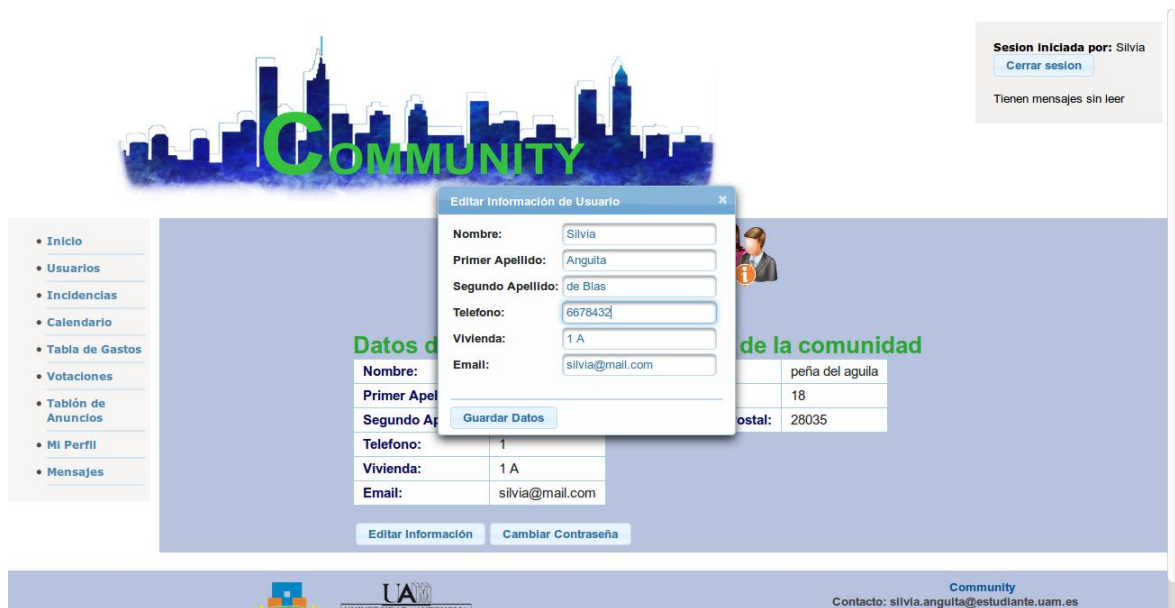 Sesion iniciada por: Silvia
Cerrar sesion
Tienen mensajes sin leer
COMMUNITY
Inicio
Usuarios
Incidencias
Calendario
Tabla de Gastos
Votaciones
Tablón de
Anuncios
Mi Perfil
Mensajes
Editar Información de Usuario
Nombre: Silvia
Primer Apellido: Anguita
Segundo Apellido: de Blas
Telefono: 6678432
Vivienda: 1 A
Email: silvia@mail.com
Guardar Datos
Datos d
Nombre:
Primer Apel
Segundo Ap
Telefono: 1
Vivienda: 1 A
Email: silvia@mail.com
de la comunidad
peña del aguila
18
ostal: 28035
Editar Información
Cambiar Contraseña
UAM
Community
Contacto: silvia.anguita@estudiante.uam.es